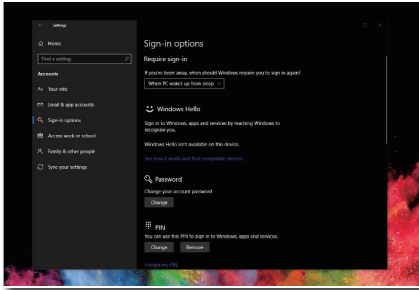 Settings
Home
Find a setting
Accounts
Your info
Email & app accounts
Sign-in options
Access work or school
Family & other people
Sync your settings
Sign-in options
Require sign-in
If you've been away, when should Windows require you to sign in again?
When PC wakes up from sleep
Windows Hello
Sign in to Windows, apps and services by teaching Windows to
recognise you.
Windows Hello isn't available on this device.
See how it works and find compatible devices.
Password
Change your account password
Change
PIN
You can use this PIN to sign in to Windows, apps and services.
Change Remove
I forgot my PIN